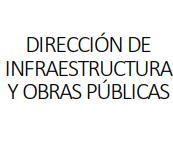 DIRECCIÓN DE
INFRAESTRUCTURA
Y OBRAS PÚBLICAS